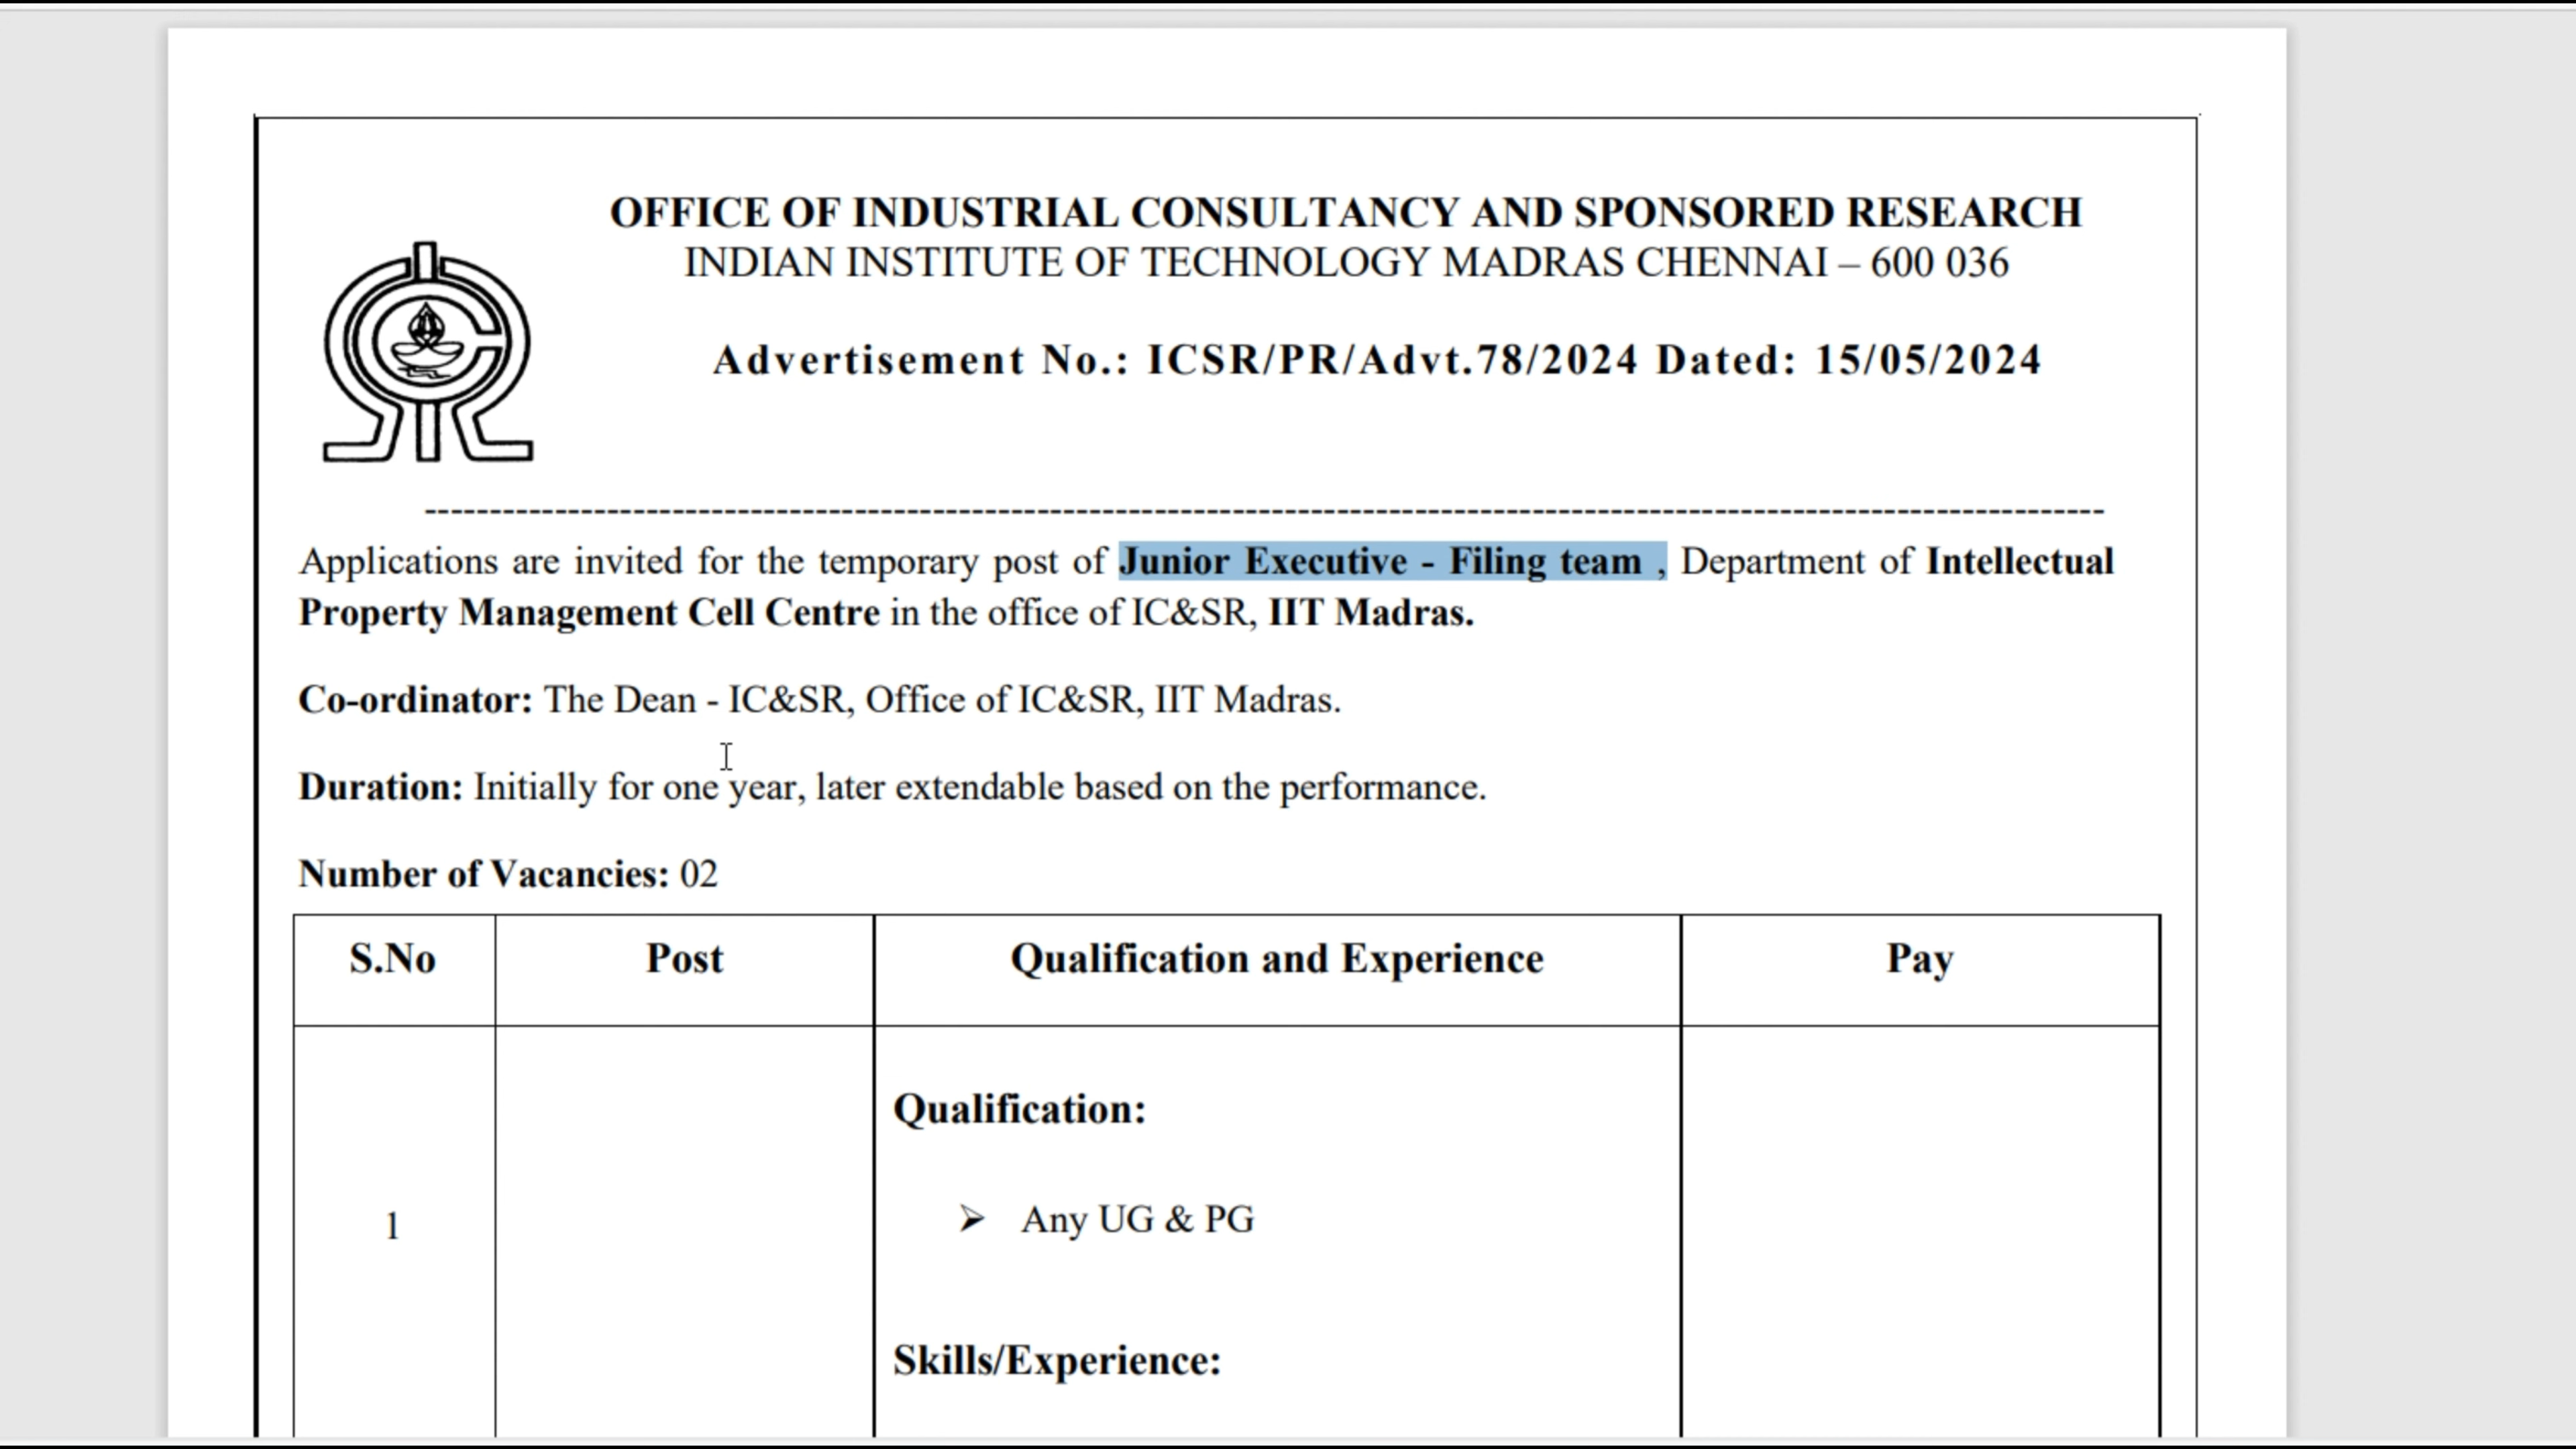 OFFICE OF INDUSTRIAL CONSULTANCY AND SPONSORED RESEARCH
INDIAN INSTITUTE OF TECHNOLOGY MADRAS CHENNAI – 600 036
Advertisement No.: ICSR/PR/Advt.78/2024 Dated: 15/05/2024
Applications are invited for the temporary post of Junior Executive - Filing team , Department of Intellectual
Property Management Cell Centre in the office of IC&SR, IIT Madras.
Co-ordinator: The Dean - IC&SR, Office of IC&SR, IIT Madras.
Duration: Initially for one year, later extendable based on the performance.
Number of Vacancies: 02
S.No Post Qualification and Experience Pay
Qualification:
1 ➢ Any UG & PG
Skills/Experience: